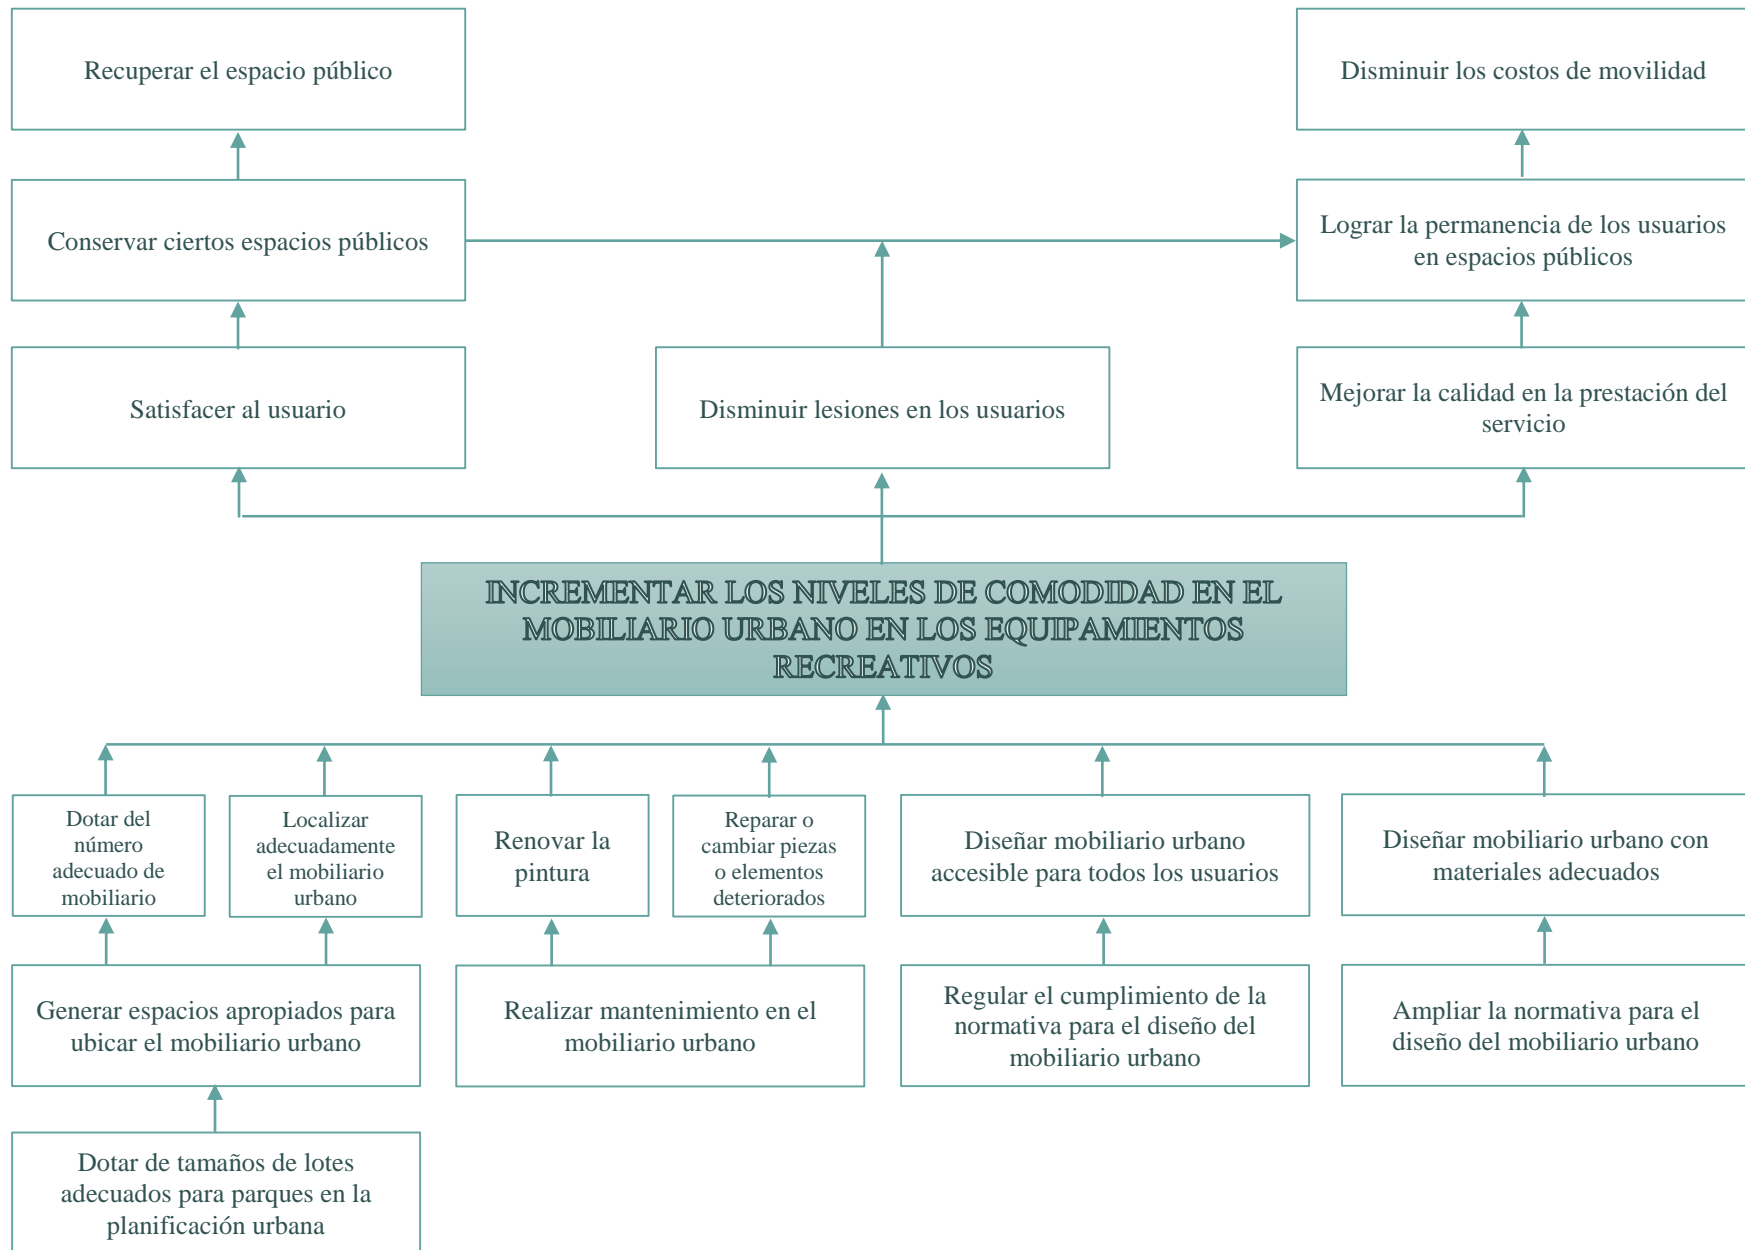 Recuperar el espacio público
Disminuir los costos de movilidad
Conservar ciertos espacios públicos
Lograr la permanencia de los usuarios
en espacios públicos
Satisfacer al usuario
Disminuir lesiones en los usuarios
Mejorar la calidad en la prestación del
servicio
INCREMENTAR LOS NIVELES DE COMODIDAD EN EL
MOBILIARIO URBANO EN LOS EQUIPAMIENTOS
RECREATIVOS
Dotar del
número
adecuado de
mobiliario
Localizar
adecuadamente
el mobiliario
urbano
Renovar la
pintura
Reparar o
cambiar piezas
o elementos
deteriorados
Diseñar mobiliario urbano
accesible para todos los usuarios
Diseñar mobiliario urbano con
materiales adecuados
Generar espacios apropiados para
ubicar el mobiliario urbano
Realizar mantenimiento en el
mobiliario urbano
Regular el cumplimiento de la
normativa para el diseño del
mobiliario urbano
Ampliar la normativa para el
diseño del mobiliario urbano
Dotar de tamaños de lotes
adecuados para parques en la
planificación urbana